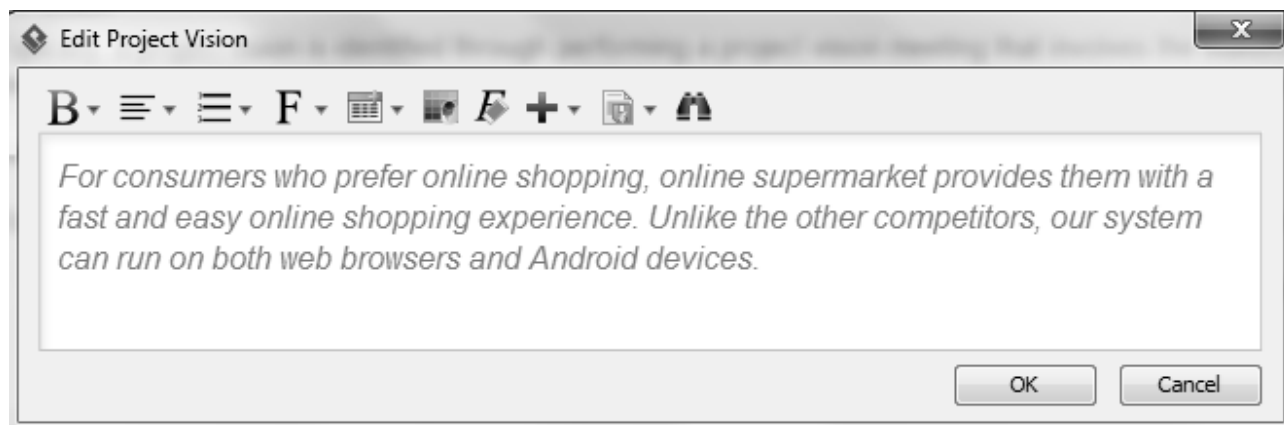 Edit Project Vision
B F F
For consumers who prefer online shopping, online supermarket provides them with a
fast and easy online shopping experience. Unlike the other competitors, our system
can run on both web browsers and Android devices.
OK Cancel